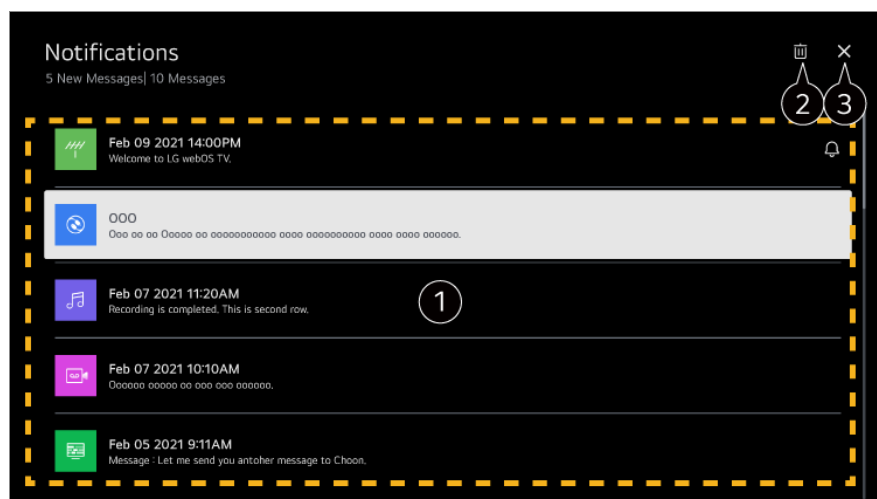 Notifications
5 New Messages| 10 Messages
2
3
Feb 09 2021 14:00PM
Welcome to LG webOS TV.
OOO
Ooo oo oo Ooooo oo ooooooooooo oooo oooooooooo oooo oooo oooooo.
Feb 07 2021 11:20AM
Recording is completed. This is second row.
1
Feb 07 2021 10:10AM
Oooooo ooooo oo ooo ooo oooooo.
Feb 05 2021 9:11AM
Message : Let me send you antoher message to Choon.